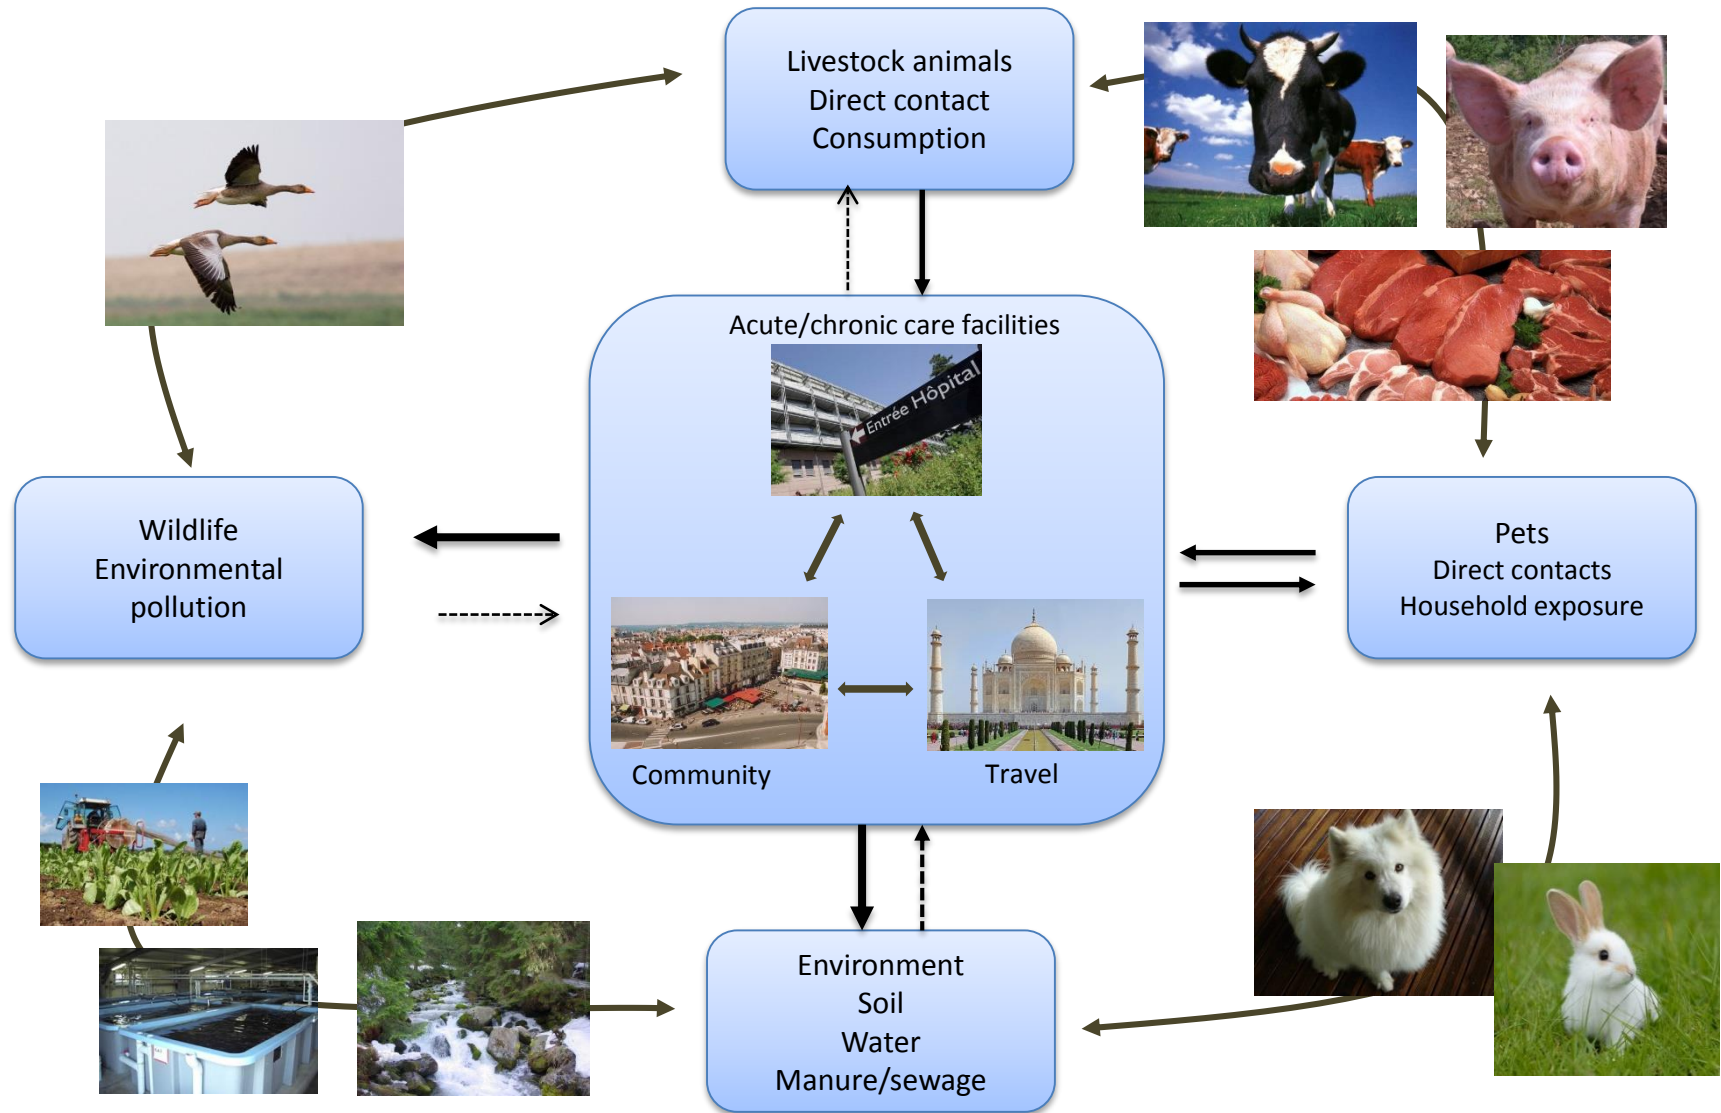 Livestock animals
Direct contact
Consumption
Acute/chronic care facilities
Entrée Hôpital
Wildlife
Environmental
pollution
Pets
Direct contacts
Household exposure
Community
Travel
Environment
Soil
Water
Manure/sewage